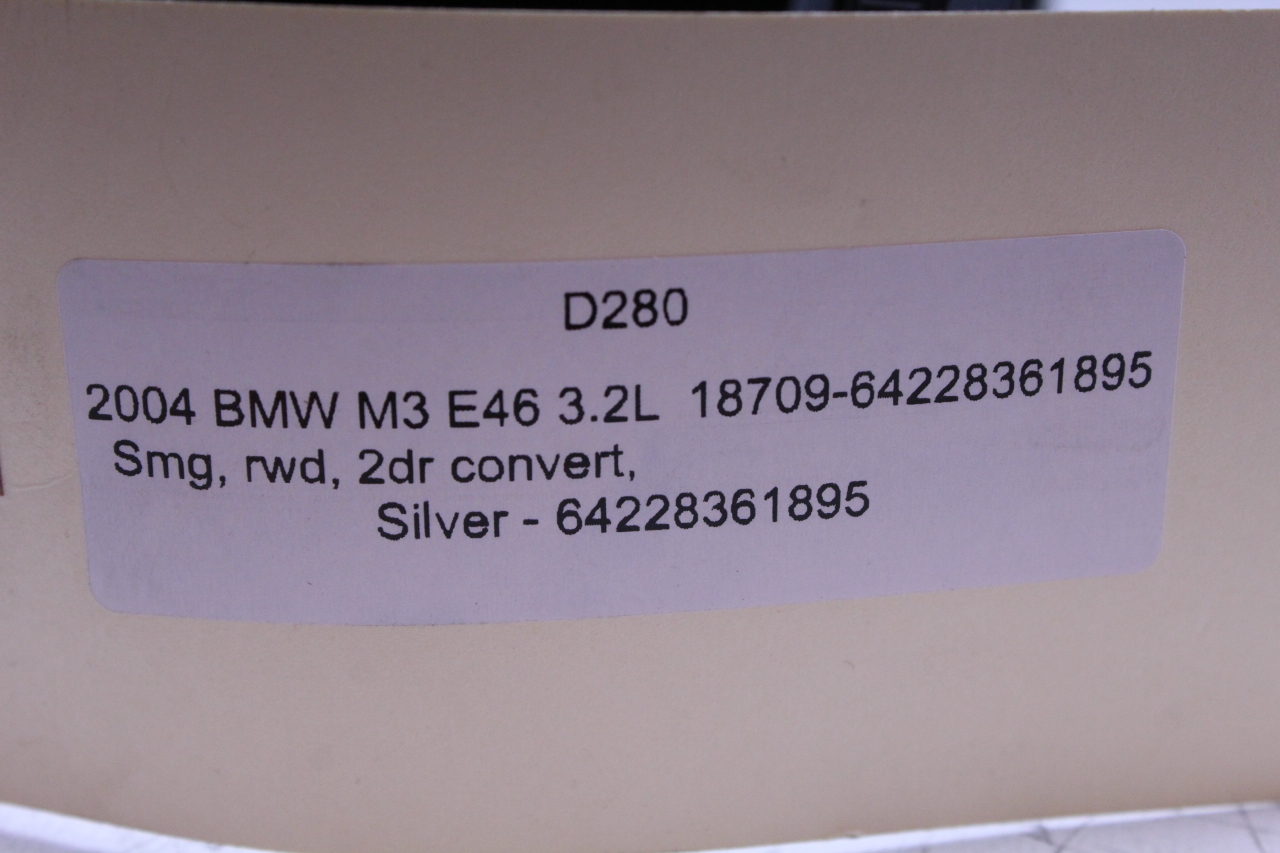 D280
2004 BMW M3 E46 3.2L 18709-64228361895
Smg, rwd, 2dr convert,
Silver - 64228361895